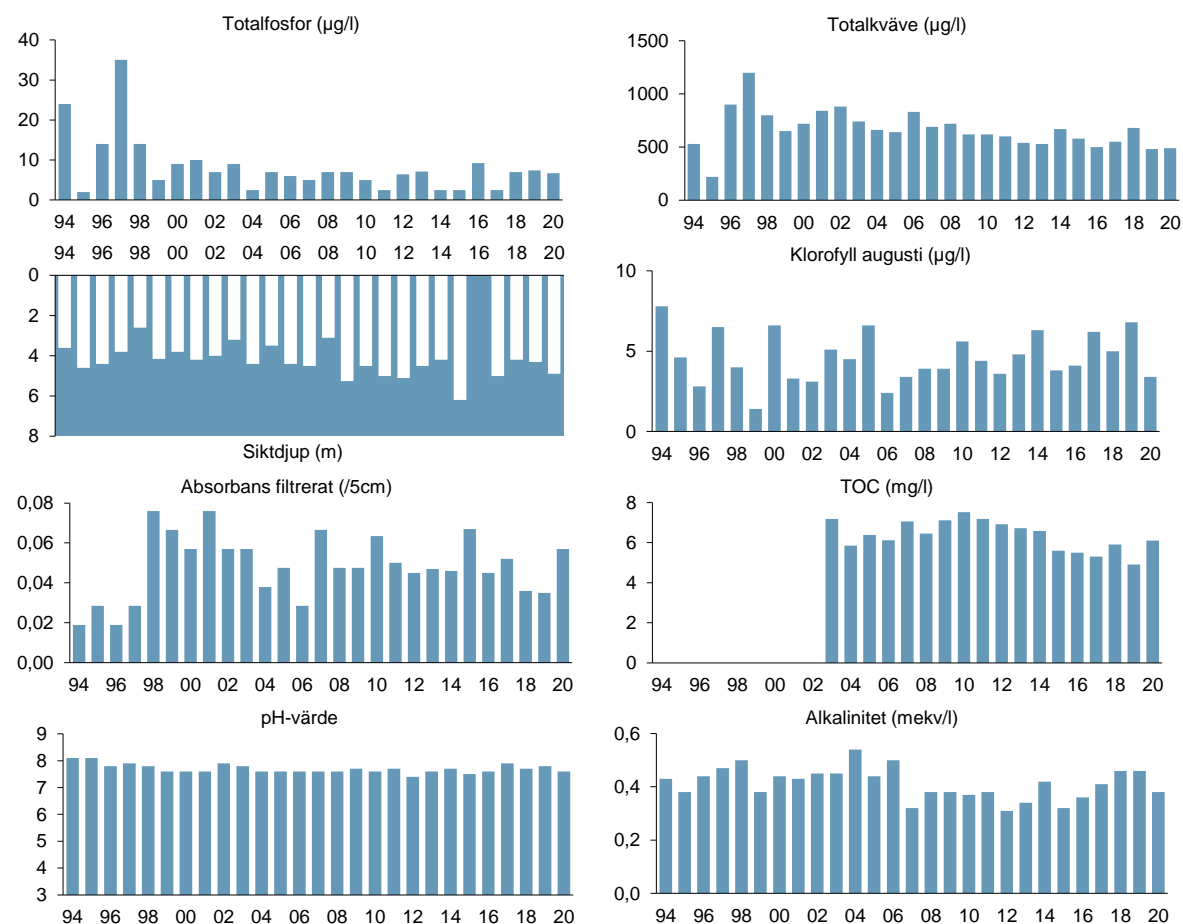 Totalfosfor (µg/l)
40
30
20
10
0
94 96 98 00 02 04 06 08 10 12 14 16 18 20
Totalkväve (µg/l)
1500
1000
500
0
94 96 98 00 02 04 06 08 10 12 14 16 18 20
94 96 98 00 02 04 06 08 10 12 14 16 18 20
0
2
4
6
8
Siktdjup (m)
Klorofyll augusti (µg/l)
10
5
0
94 96 98 00 02 04 06 08 10 12 14 16 18 20
Absorbans filtrerat (/5cm)
0,08
0,06
0,04
0,02
0,00
94 96 98 00 02 04 06 08 10 12 14 16 18 20
TOC (mg/l)
8
6
4
2
0
94 96 98 00 02 04 06 08 10 12 14 16 18 20
pH-värde
9
8
7
6
5
4
3
94 96 98 00 02 04 06 08 10 12 14 16 18 20
Alkalinitet (mekv/l)
0,6
0,4
0,2
0,0
94 96 98 00 02 04 06 08 10 12 14 16 18 20